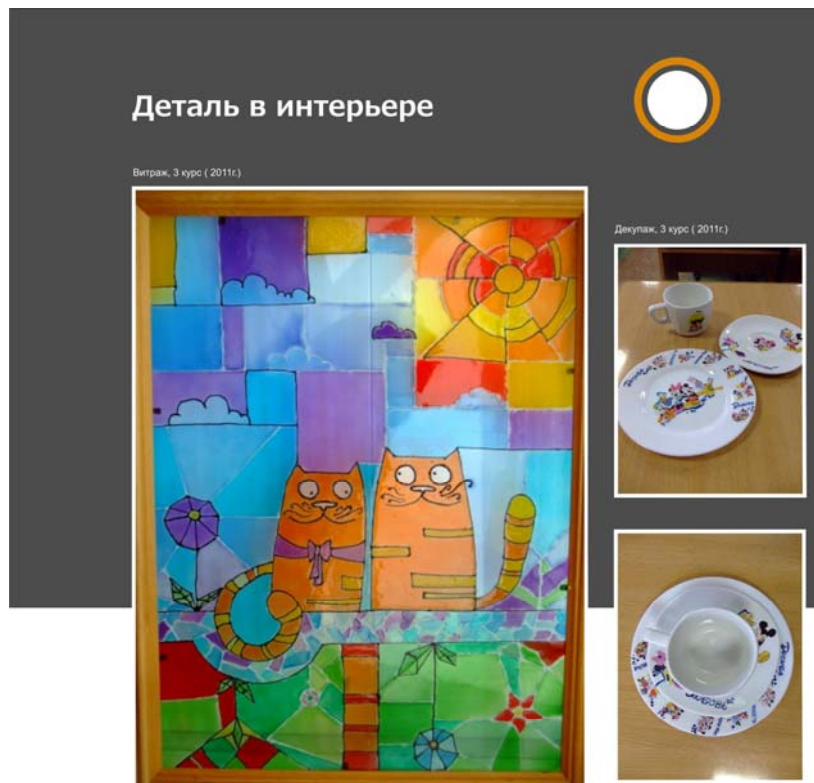 Деталь в интерьере
Витраж, 3 курс ( 2011г.)
Декупаж, 3 курс ( 2011г.)